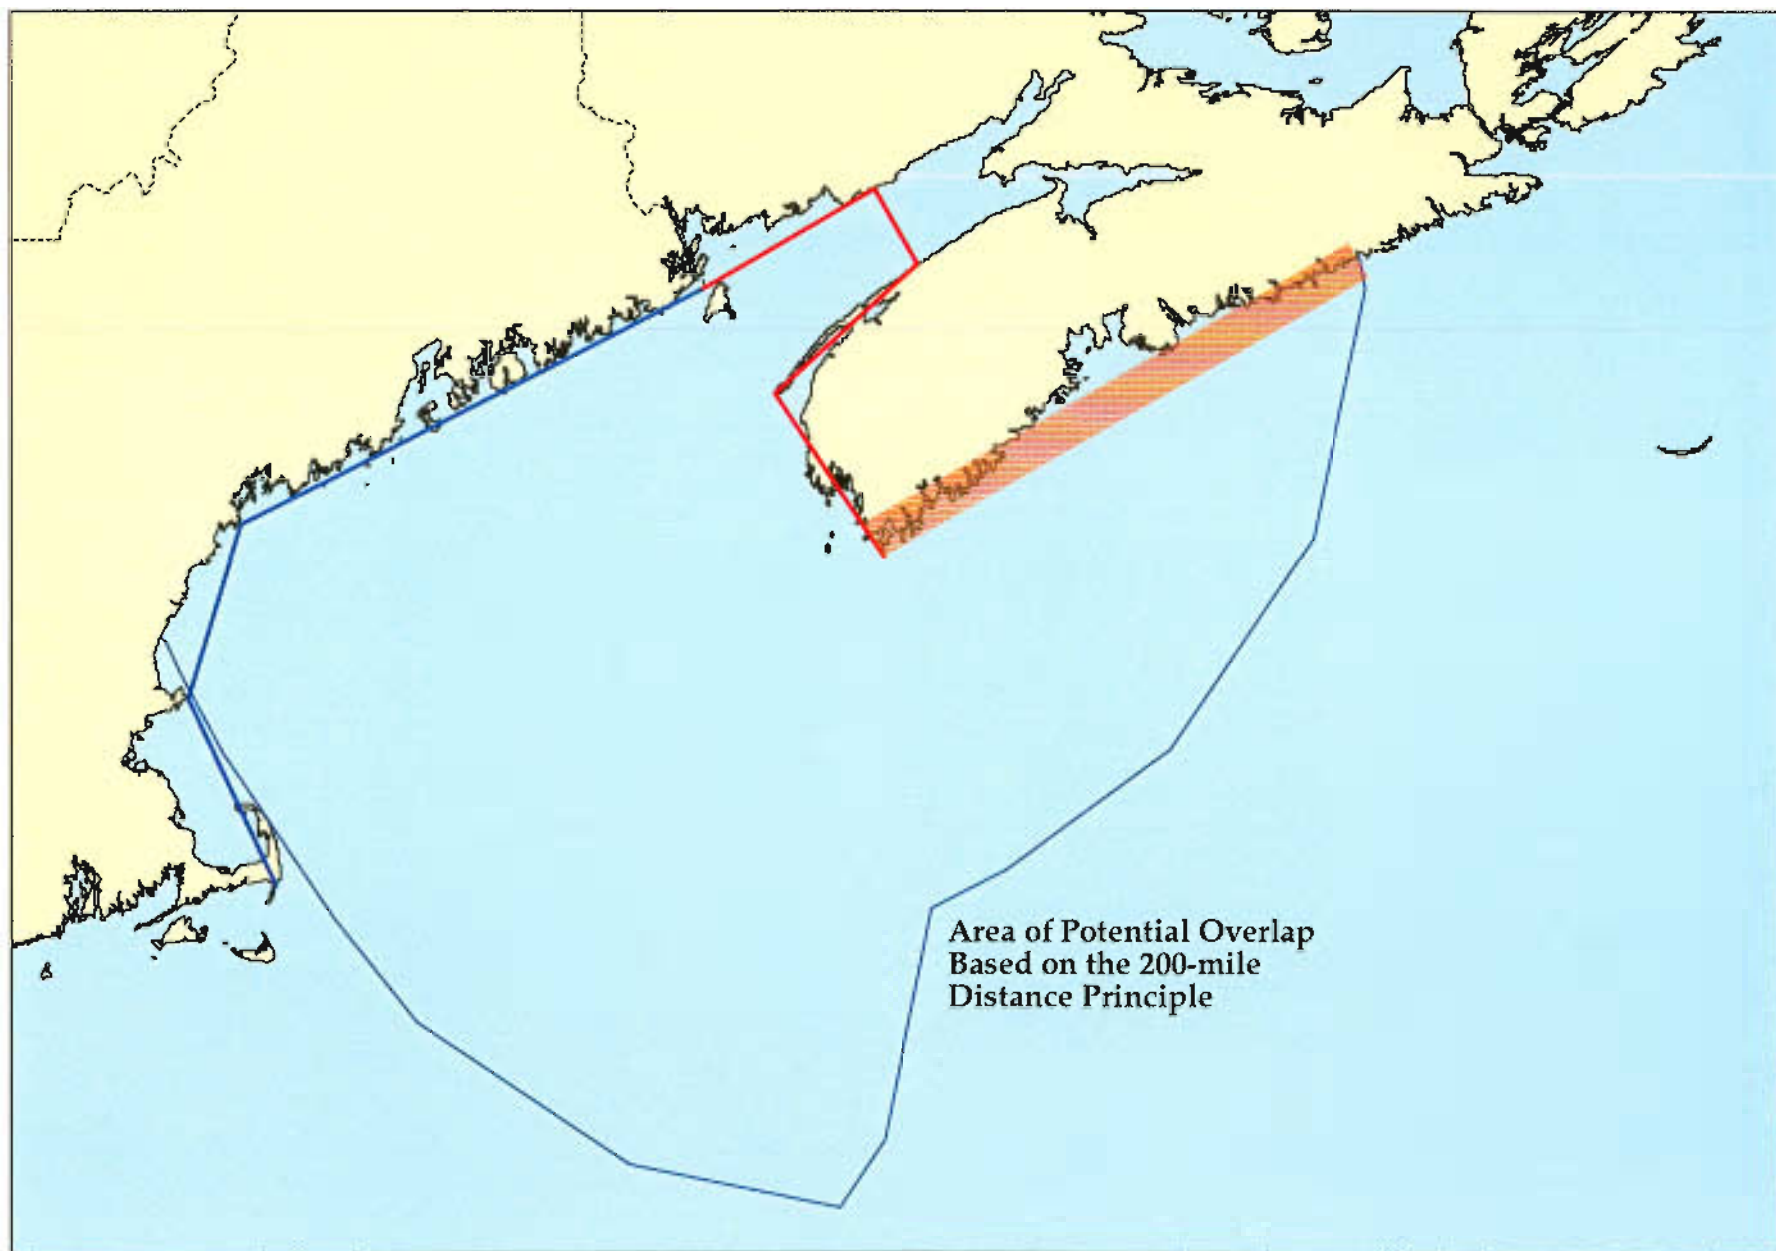 Area of Potential Overlap
Based on the 200-mile
Distance Principle